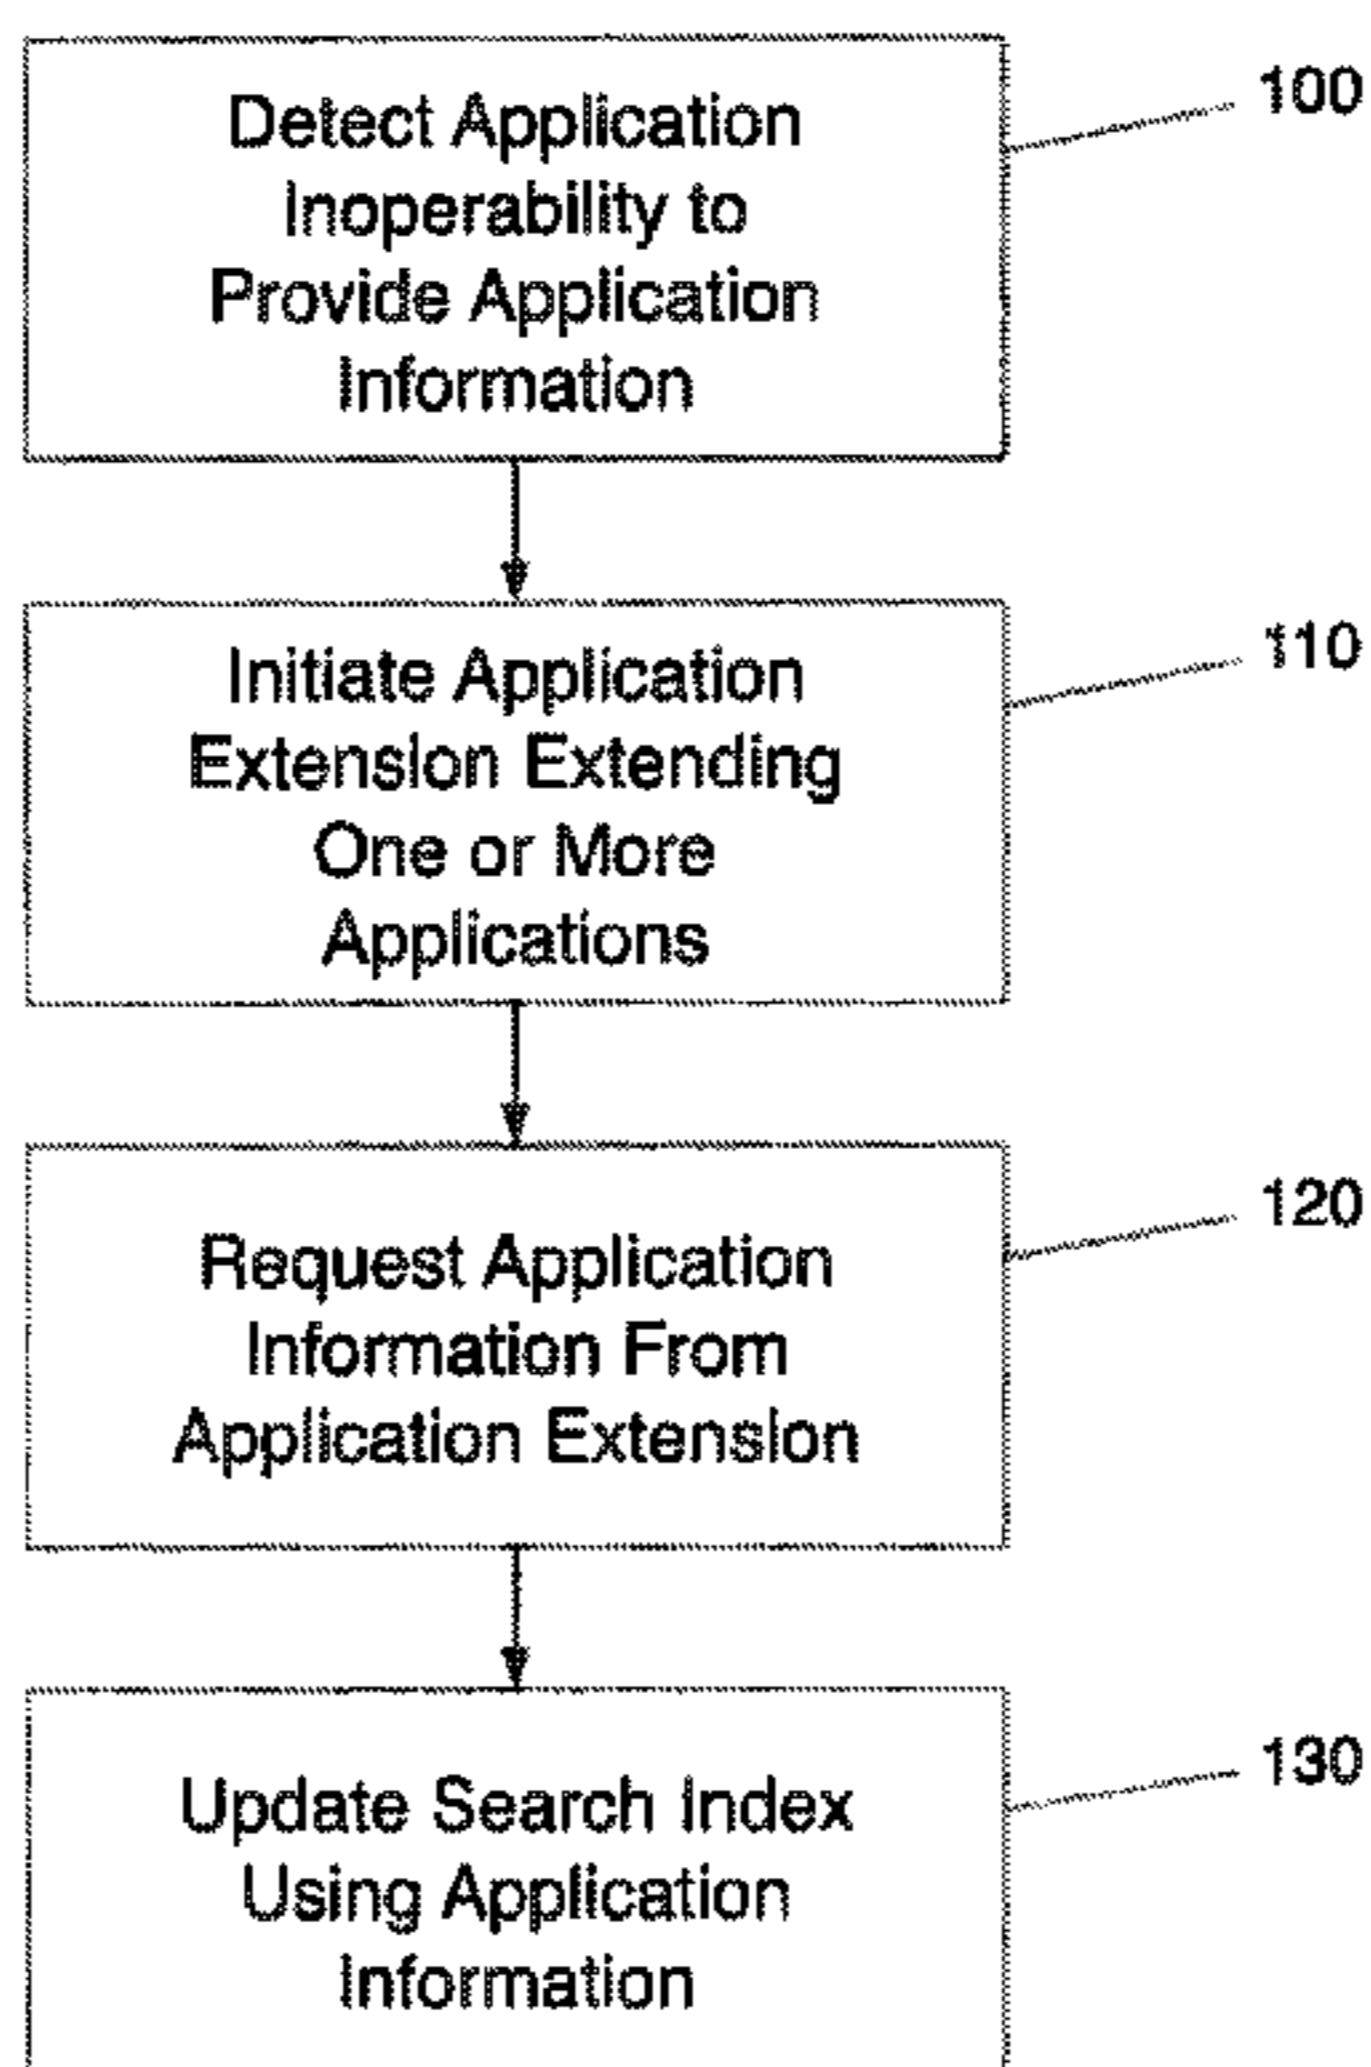 Detect Application
Inoperability to
Provide Application
Information
100
Initiate Application
Extension Extending
One or More
Applications
110
Request Application
Information From
Application Extension
120
Update Search Index
Using Application
Information
130